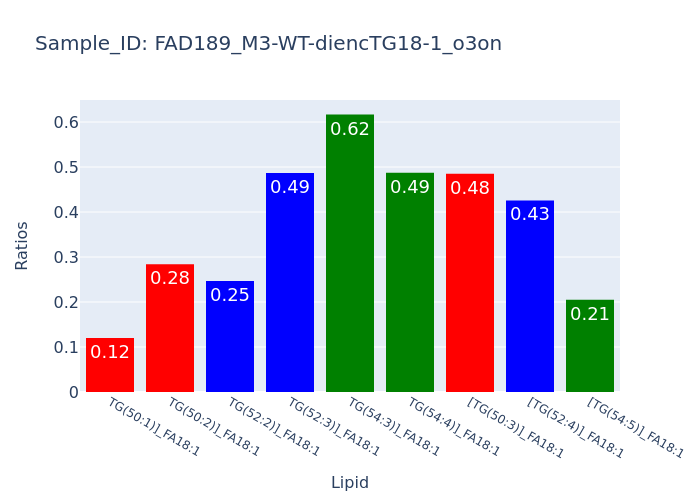 Sample_ID: FAD189_M3-WT-diencTG18-1_o3on
0.6
0.5
0.4
0.3
0.2
0.1
0
Ratios
0.12
0.28
0.25
0.49
0.62
0.49
0.48
0.43
0.21
TG(50:1)]_FA18:1
TG(50:2)]_FA18:1
TG(52:2)]_FA18:1
TG(52:3)]_FA18:1
TG(54:3)]_FA18:1
TG(54:4)]_FA18:1
[TG(50:3)]_FA18:1
[TG(52:4)]_FA18:1
[TG(54:5)]_FA18:1
Lipid